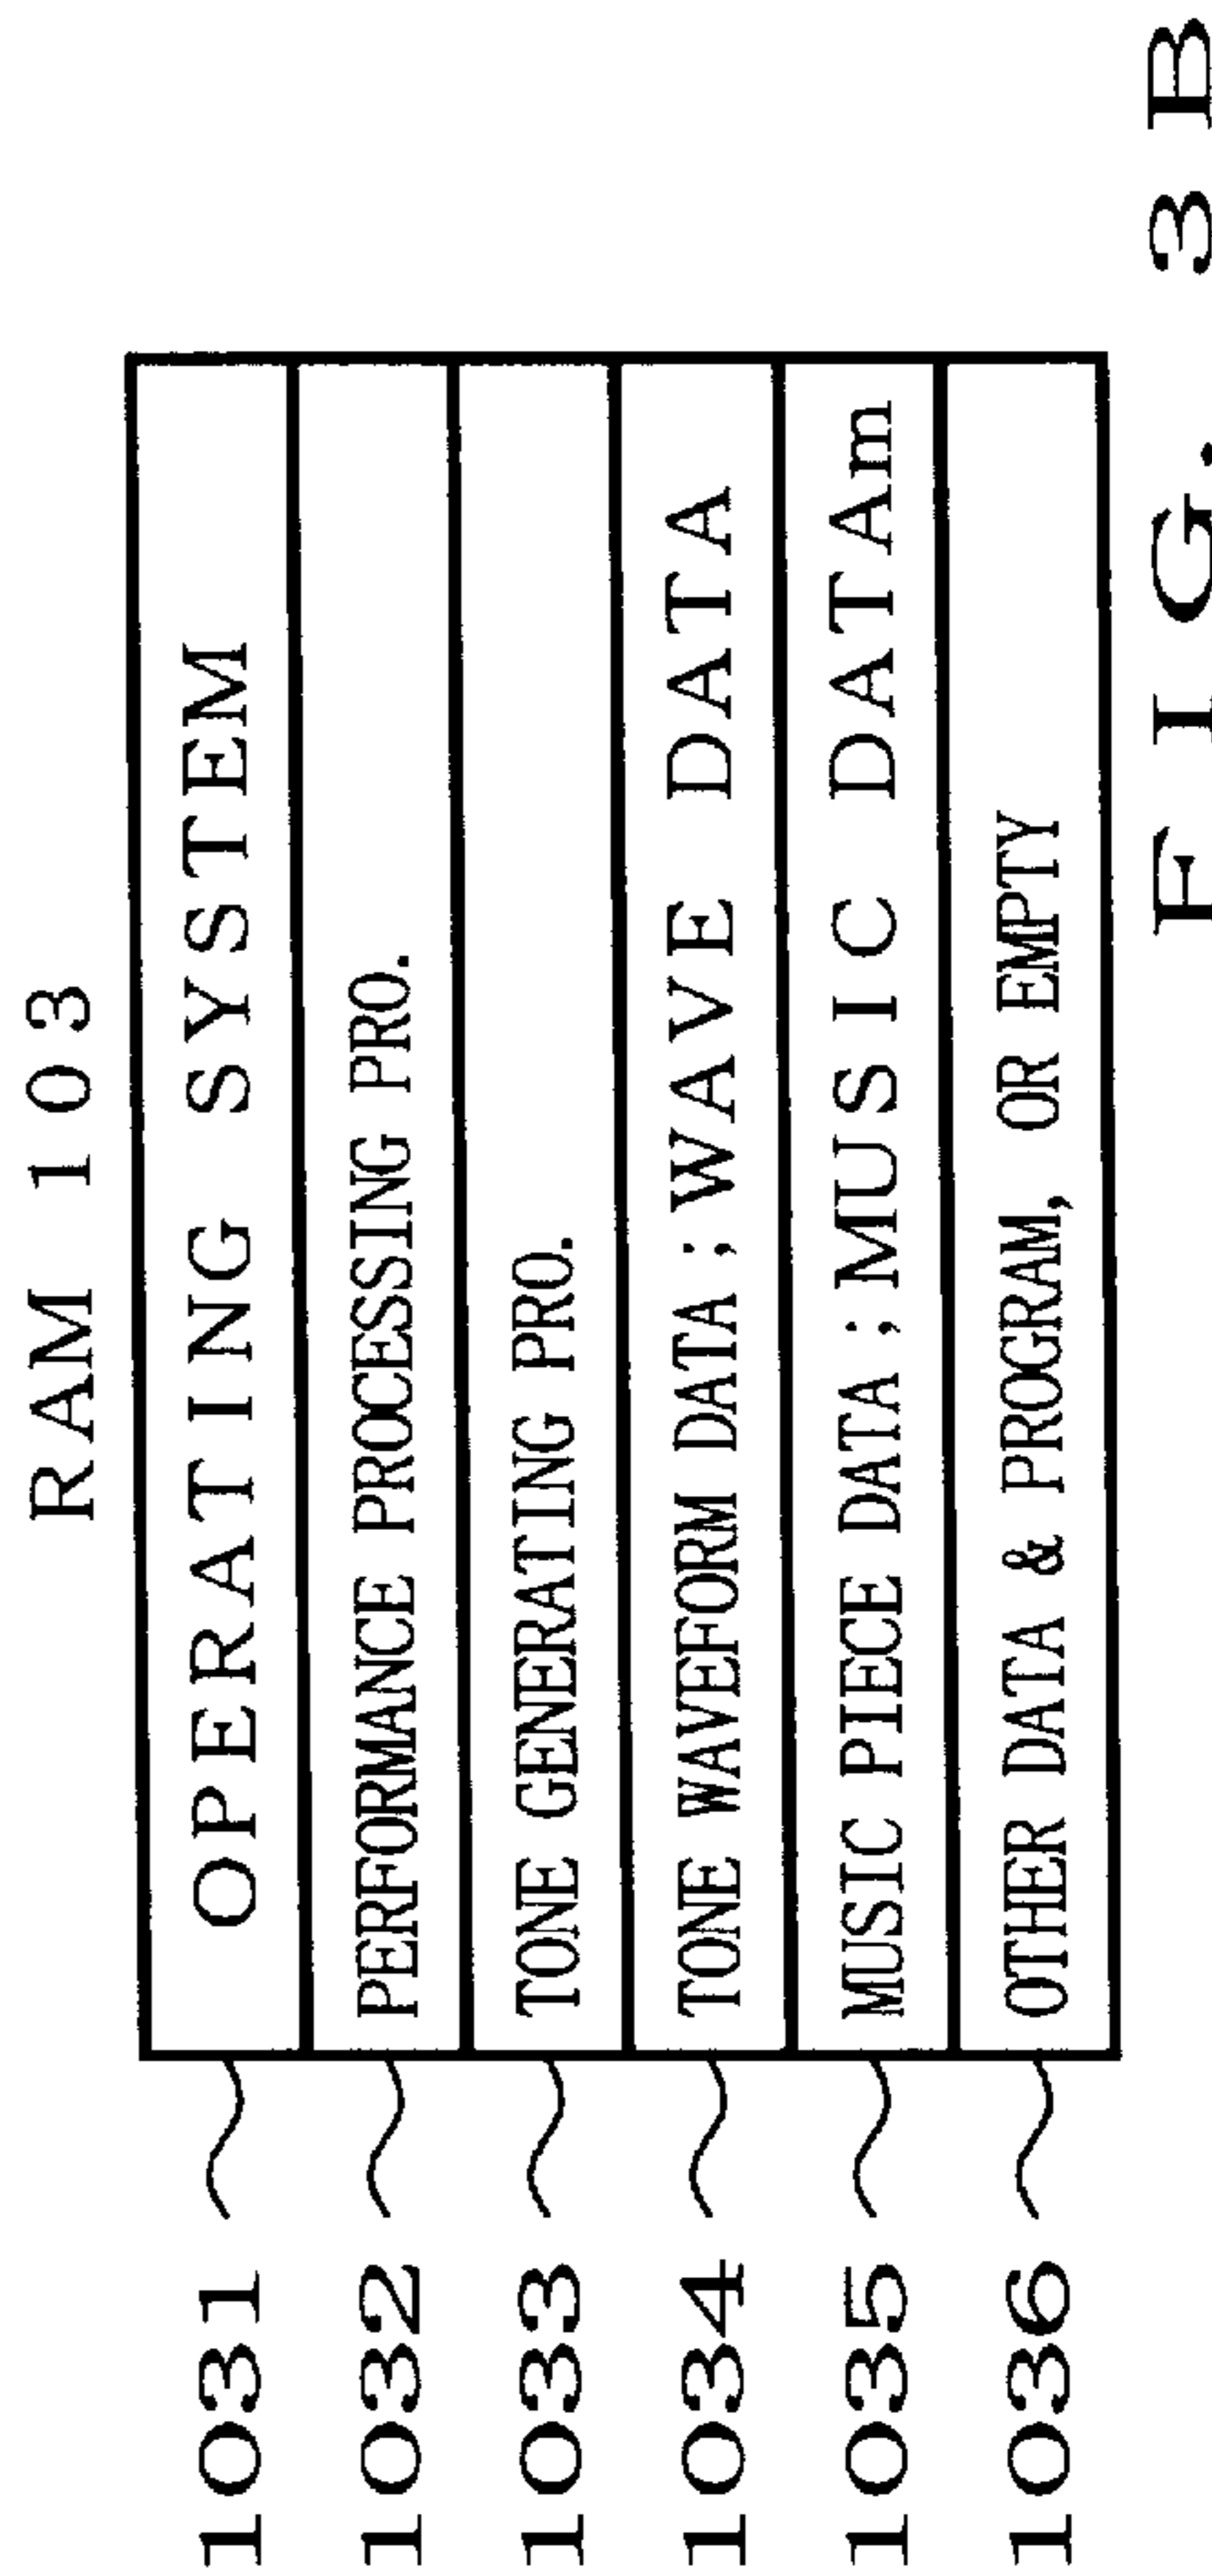 RAM 103
1031 OPERATING SYSTEM
1032 PERFORMANCE PROCESSING PRO.
1033 TONE GENERATING PRO.
1034 TONE WAVEFORM DATA ; WAVE DATA
1035 MUSIC PIECE DATA ; MUSIC DATAm
1036 OTHER DATA & PROGRAM, OR EMPTY
FIG. 3B